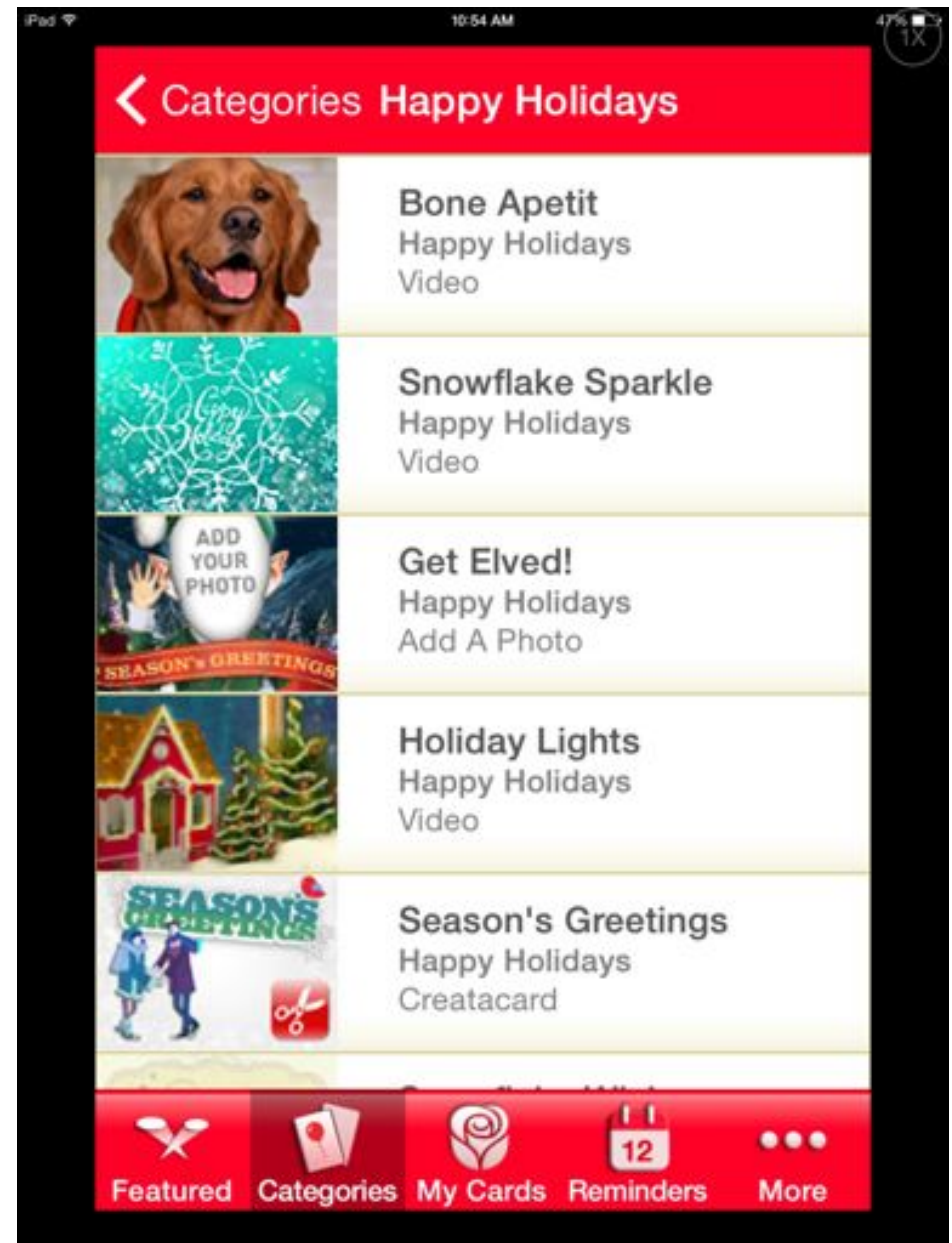 iPad 10:54 AM 47%
1X
Categories Happy Holidays
Bone Apetit
Happy Holidays
Video
Happy
Holidays
Snowflake Sparkle
Happy Holidays
Video
ADD
YOUR
PHOTO
SEASON's GREETINGS
Get Elved!
Happy Holidays
Add A Photo
Holiday Lights
Happy Holidays
Video
SEASON'S
GREETINGS
Season's Greetings
Happy Holidays
Creatacard
12
Featured Categories My Cards Reminders More